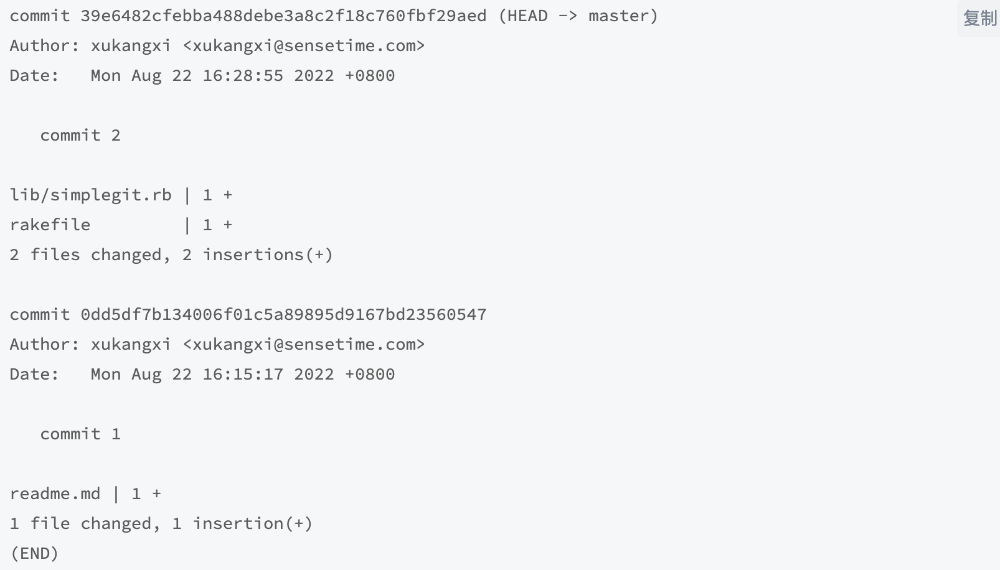 commit 39e6482cfebba488debe3a8c2f18c760fbf29aed (HEAD -> master)
复制
Author: xukangxi <xukangxi@sensetime.com>
Date:   Mon Aug 22 16:28:55 2022 +0800
   commit 2
lib/simplegit.rb | 1 +
rakefile         | 1 +
2 files changed, 2 insertions(+)
commit 0dd5df7b134006f01c5a89895d9167bd23560547
Author: xukangxi <xukangxi@sensetime.com>
Date:   Mon Aug 22 16:15:17 2022 +0800
   commit 1
readme.md | 1 +
1 file changed, 1 insertion(+)
(END)